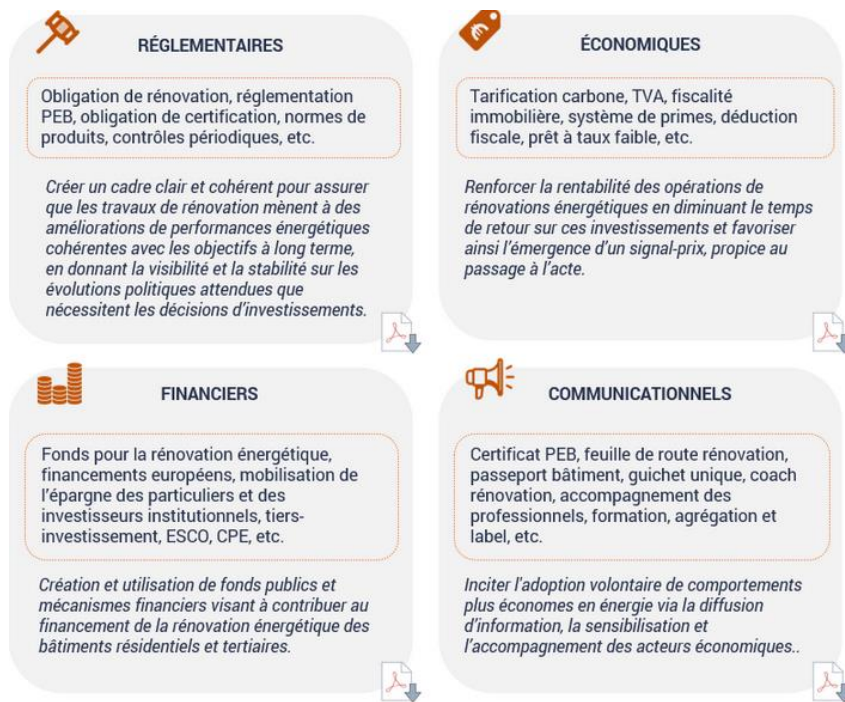 RÉGLEMENTAIRES
Obligation de rénovation, réglementation
PEB, obligation de certification, normes de
produits, contrôles périodiques, etc.
Créer un cadre clair et cohérent pour assurer
que les travaux de rénovation mènent à des
améliorations de performances énergétiques
cohérentes avec les objectifs à long terme,
en donnant la visibilité et la stabilité sur les
évolutions politiques attendues que
nécessitent les décisions d'investissements.
ÉCONOMIQUES
Tarification carbone, TVA, fiscalité
immobilière, système de primes, déduction
fiscale, prêt à taux faible, etc.
Renforcer la rentabilité des opérations de
rénovations énergétiques en diminuant le temps
de retour sur ces investissements et favoriser
ainsi l'émergence d'un signal-prix, propice au
passage à l'acte.
FINANCIERS
Fonds pour la rénovation énergétique,
financements européens, mobilisation de
l'épargne des particuliers et des
investisseurs institutionnels, tiers-
investissement, ESCO, CPE, etc.
Création et utilisation de fonds publics et
mécanismes financiers visant à contribuer au
financement de la rénovation énergétique des
bâtiments résidentiels et tertiaires.
COMMUNICATIONNELS
Certificat PEB, feuille de route rénovation,
passeport bâtiment, guichet unique, coach
rénovation, accompagnement des
professionnels, formation, agrégation et
label, etc.
Inciter l'adoption volontaire de comportements
plus économes en énergie via la diffusion
d'information, la sensibilisation et
l'accompagnement des acteurs économiques..